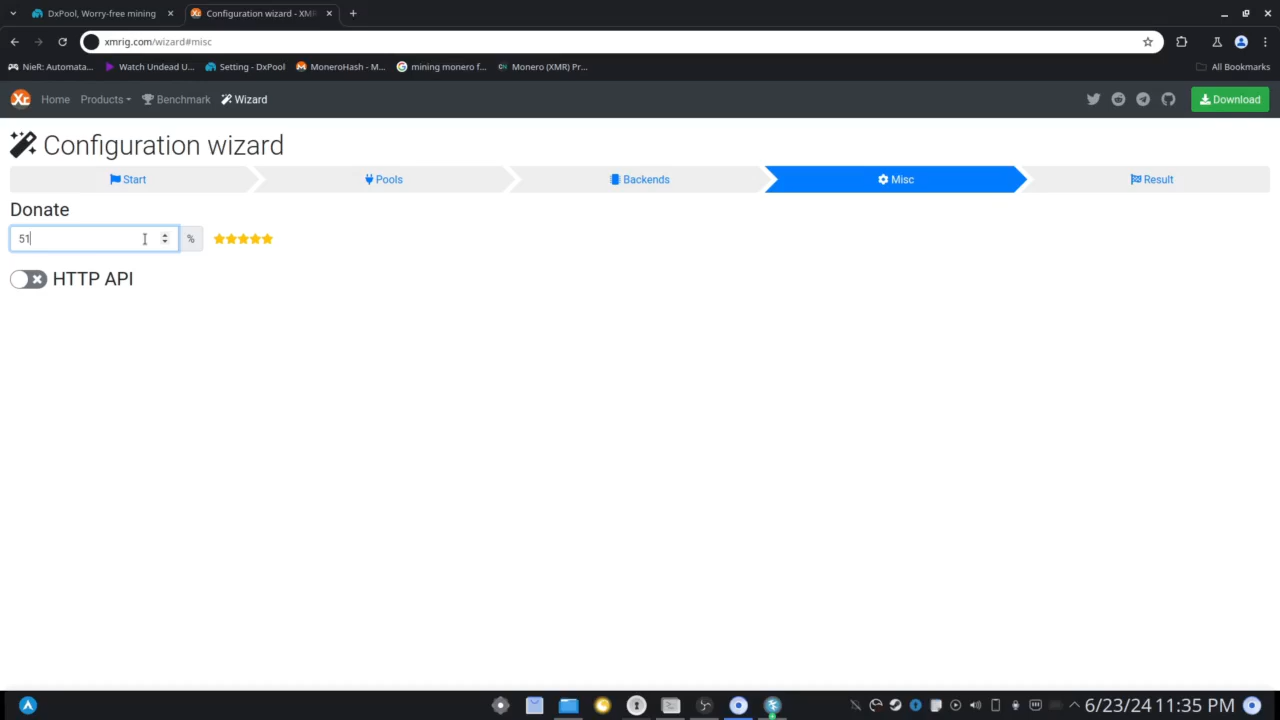 DxPool, Worry-free mining
Configuration wizard - XMR
xmrig.com/wizard#misc
NieR: Automata...
Watch Undead U...
Setting - DxPool
MoneroHash - M...
mining monero f...
Monero (XMR) Pr...
All Bookmarks
Home
Products
Benchmark
Wizard
Download
Configuration wizard
Start
Pools
Backends
Misc
Result
Donate
51
%
HTTP API
6/23/24 11:35 PM